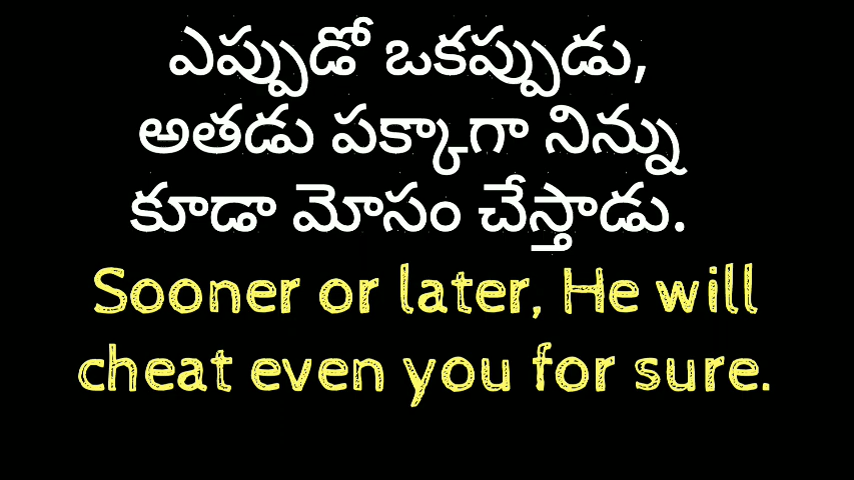 ఎప్పుడో ఒకప్పుడు,
అతడు పక్కాగా నిన్ను
కూడా మోసం చేస్తాడు.
Sooner or later, He will
cheat even you for sure.